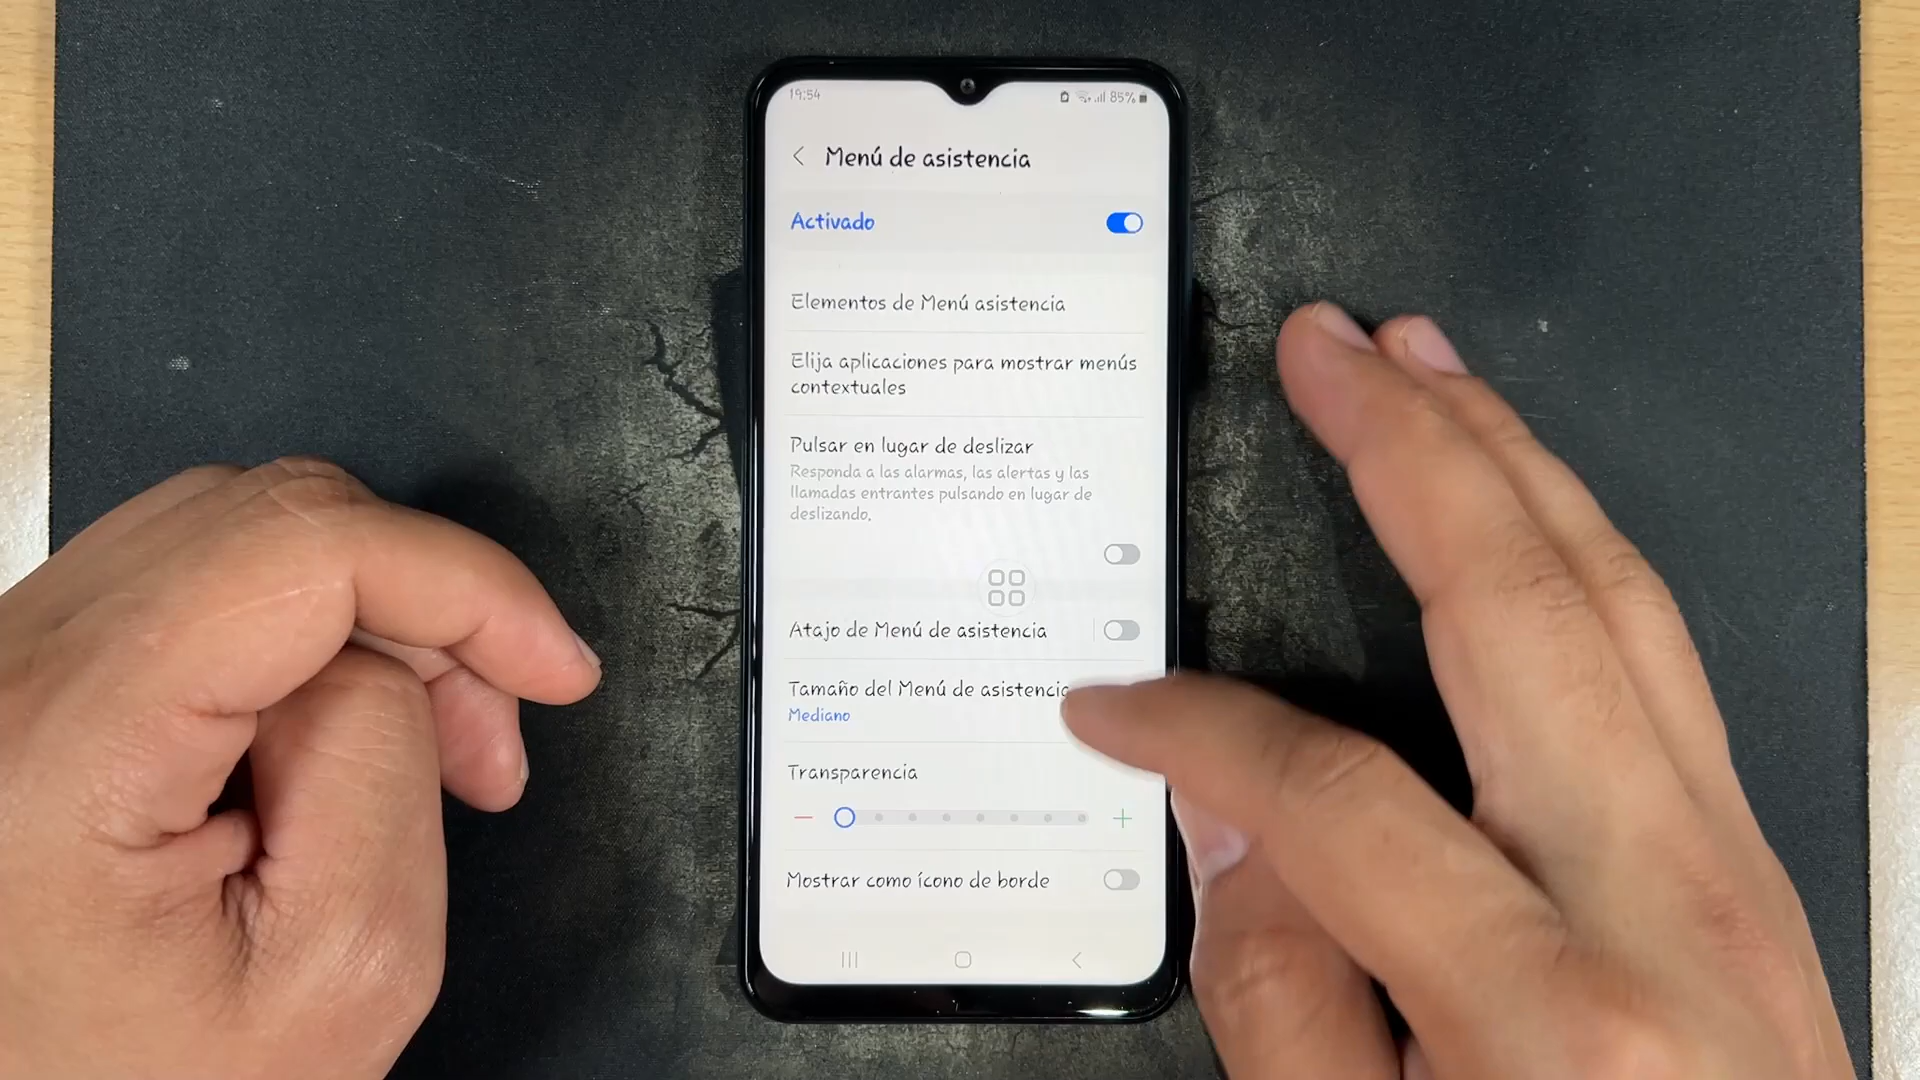 19:54
85%
Menú de asistencia
Activado
Elementos de Menú asistencia
Elija aplicaciones para mostrar menús
contextuales
Pulsar en lugar de deslizar
Responda a las alarmas, las alertas y las
llamadas entrantes pulsando en lugar de
deslizando.
Atajo de Menú de asistencia
Tamaño del Menú de asistencia
Mediano
Transparencia
Mostrar como ícono de borde